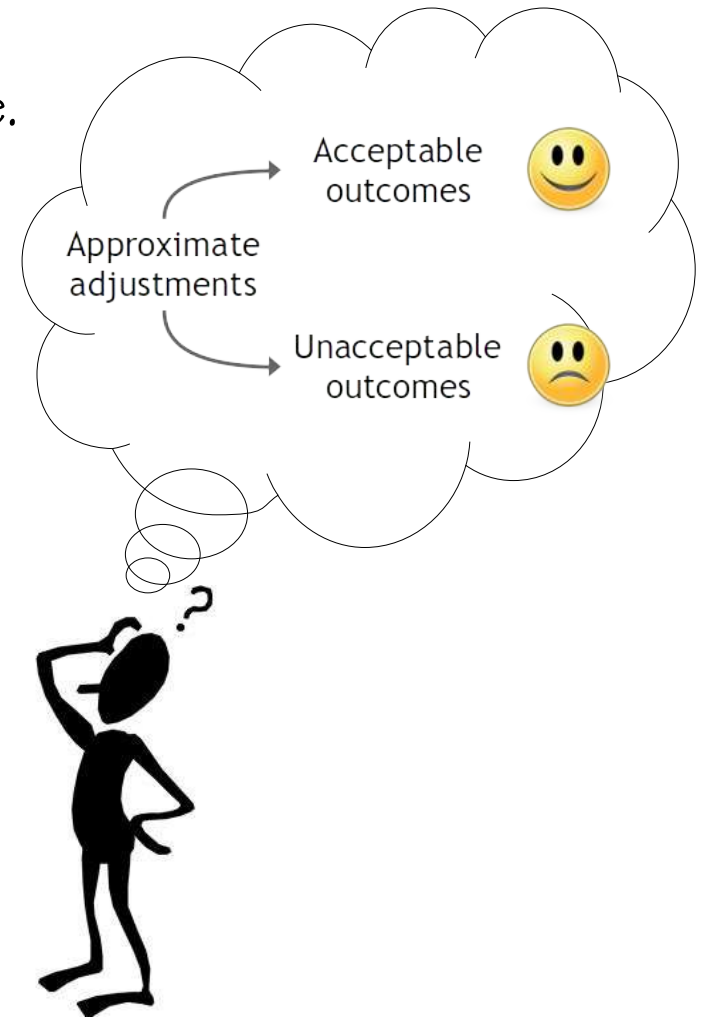 e.
Acceptable
outcomes
Approximate
adjustments
Unacceptable
outcomes
?